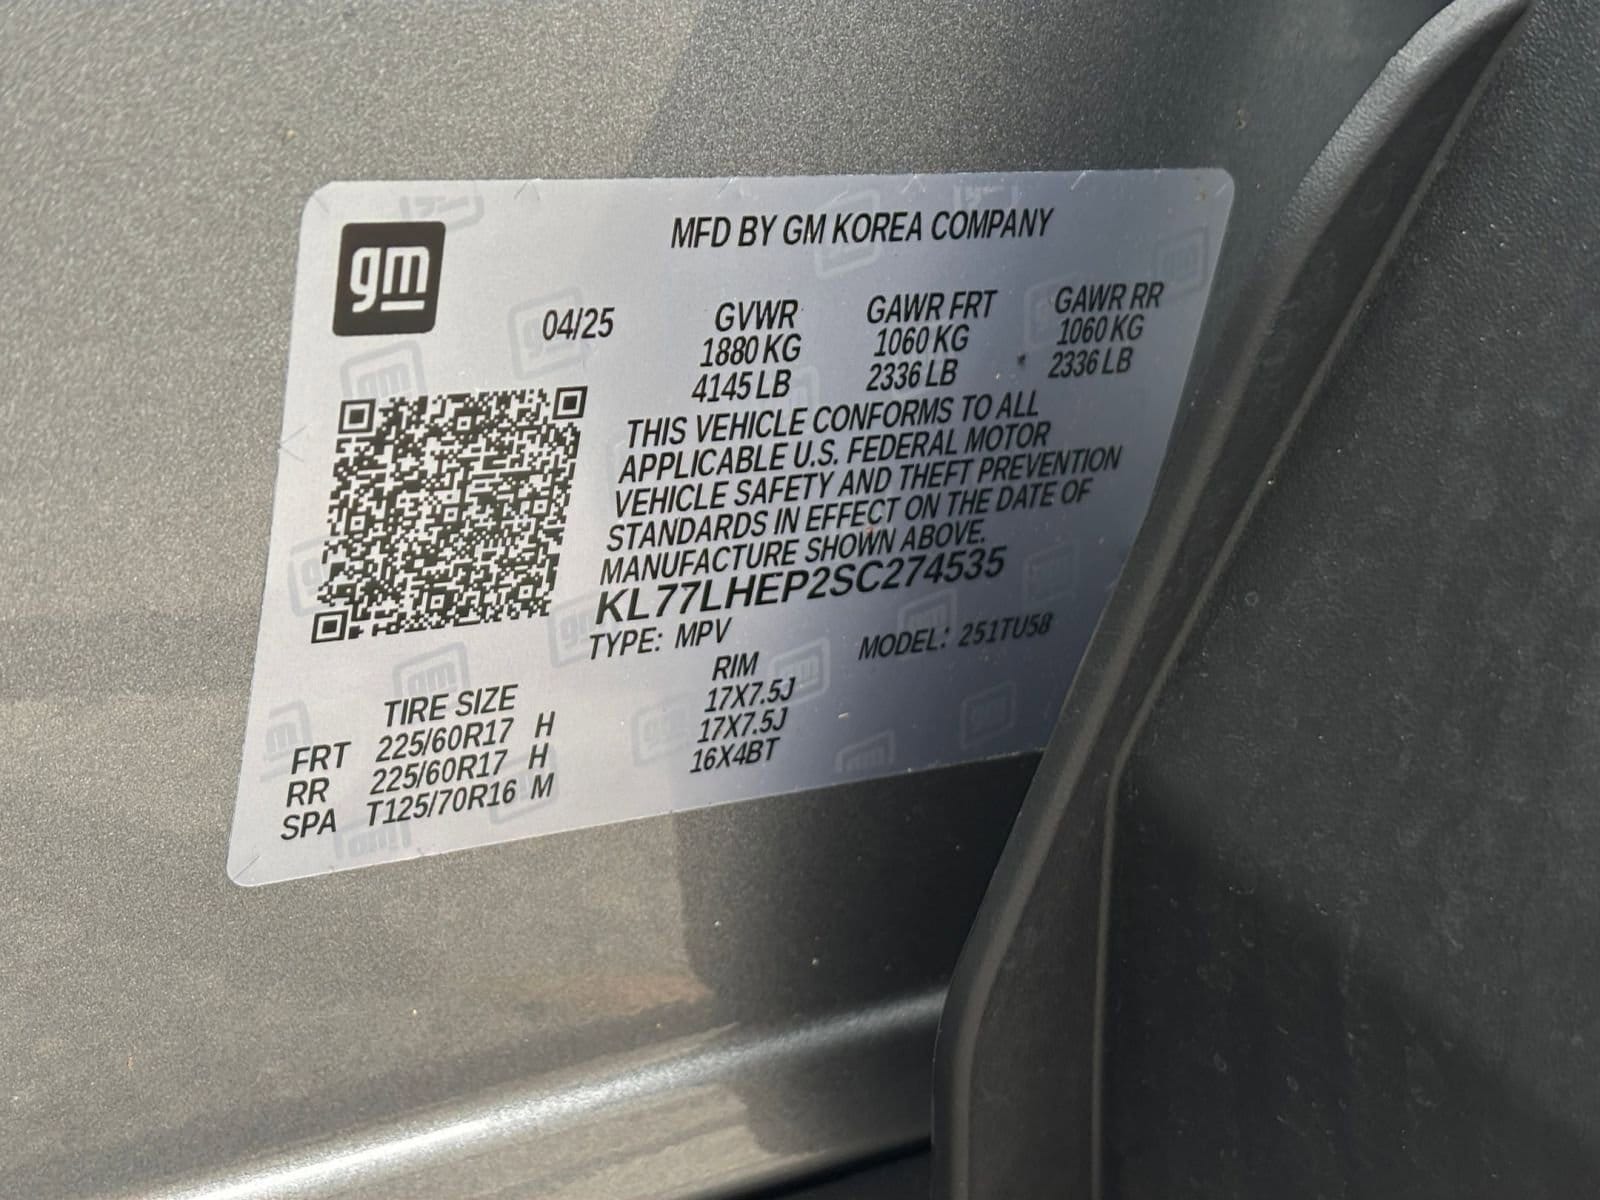 gm
MFD BY GM KOREA COMPANY
04/25 GVWR GAWR FRT GAWR RR
1880 KG 1060 KG 1060 KG
4145 LB 2336 LB 2336 LB
THIS VEHICLE CONFORMS TO ALL
APPLICABLE U.S. FEDERAL MOTOR
VEHICLE SAFETY AND THEFT PREVENTION
STANDARDS IN EFFECT ON THE DATE OF
MANUFACTURE SHOWN ABOVE.
KL77LHEP2SC274535
TYPE: MPV MODEL: 251TU58
TIRE SIZE RIM
FRT 225/60R17 H 17X7.5J
RR 225/60R17 H 17X7.5J
SPA T125/70R16 M 16X4BT